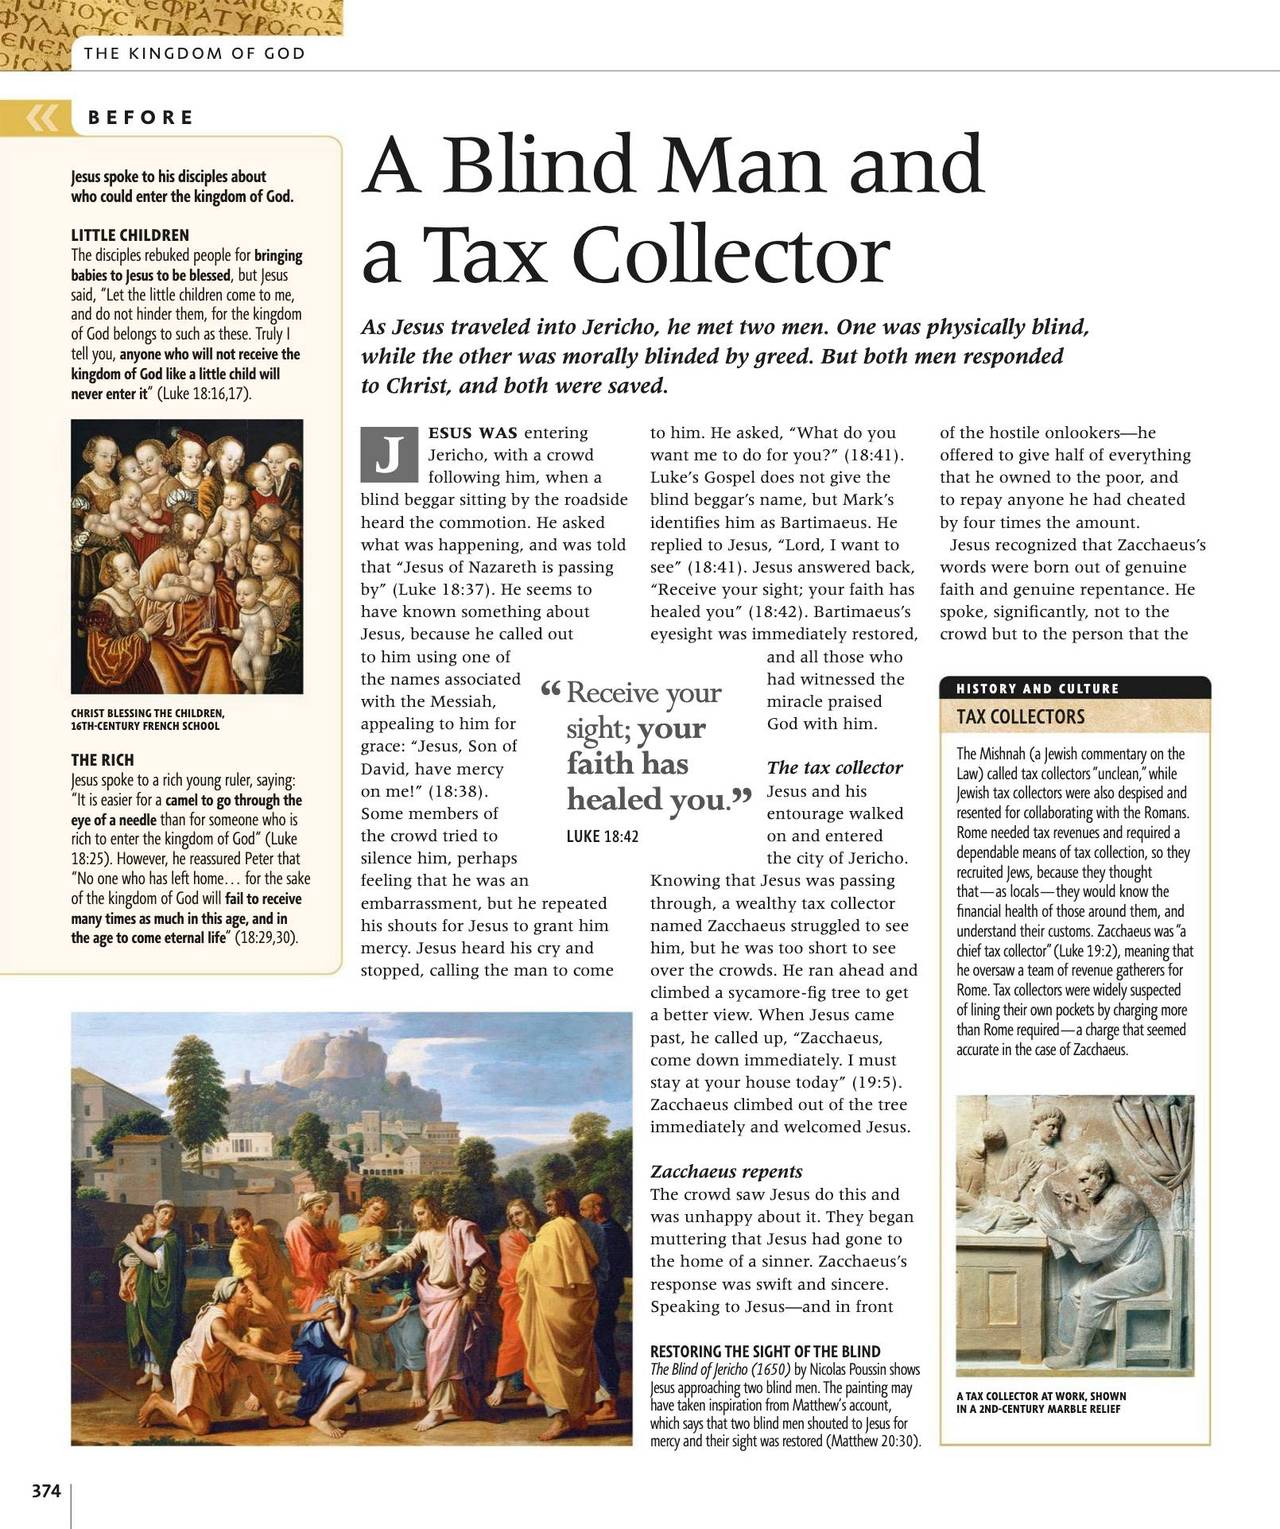 THE KINGDOM OF GOD
BEFORE
Jesus spoke to his disciples about
who could enter the kingdom of God.
LITTLE CHILDREN
The disciples rebuked people for bringing
babies to Jesus to be blessed, but Jesus
said, “Let the little children come to me,
and do not hinder them, for the kingdom
of God belongs to such as these. Truly I
tell you, anyone who will not receive the
kingdom of God like a little child will
never enter it” (Luke 18:16,17).
CHRIST BLESSING THE CHILDREN,
16TH-CENTURY FRENCH SCHOOL
THE RICH
Jesus spoke to a rich young ruler, saying:
“It is easier for a camel to go through the
eye of a needle than for someone who is
rich to enter the kingdom of God” (Luke
18:25). However, he reassured Peter that
“No one who has left home… for the sake
of the kingdom of God will fail to receive
many times as much in this age, and in
the age to come eternal life” (18:29,30).
A Blind Man and
a Tax Collector
As Jesus traveled into Jericho, he met two men. One was physically blind,
while the other was morally blinded by greed. But both men responded
to Christ, and both were saved.
JESUS WAS entering
Jericho, with a crowd
following him, when a
blind beggar sitting by the roadside
heard the commotion. He asked
what was happening, and was told
that “Jesus of Nazareth is passing
by” (Luke 18:37). He seems to
have known something about
Jesus, because he called out
to him using one of
the names associated
with the Messiah,
appealing to him for
grace: “Jesus, Son of
David, have mercy
on me!” (18:38).
Some members of
the crowd tried to
silence him, perhaps
feeling that he was an
embarrassment, but he repeated
his shouts for Jesus to grant him
mercy. Jesus heard his cry and
stopped, calling the man to come
to him. He asked, “What do you
want me to do for you?” (18:41).
Luke’s Gospel does not give the
blind beggar’s name, but Mark’s
identifies him as Bartimaeus. He
replied to Jesus, “Lord, I want to
see” (18:41). Jesus answered back,
“Receive your sight; your faith has
healed you” (18:42). Bartimaeus’s
eyesight was immediately restored,
and all those who
had witnessed the
miracle praised
God with him.
“Receive your
sight; your
faith has
healed you.”
LUKE 18:42
The tax collector
Jesus and his
entourage walked
on and entered
the city of Jericho.
Knowing that Jesus was passing
through, a wealthy tax collector
named Zacchaeus struggled to see
him, but he was too short to see
over the crowds. He ran ahead and
climbed a sycamore-fig tree to get
a better view. When Jesus came
past, he called up, “Zacchaeus,
come down immediately. I must
stay at your house today” (19:5).
Zacchaeus climbed out of the tree
immediately and welcomed Jesus.
Zacchaeus repents
The crowd saw Jesus do this and
was unhappy about it. They began
muttering that Jesus had gone to
the home of a sinner. Zacchaeus’s
response was swift and sincere.
Speaking to Jesus—and in front
of the hostile onlookers—he
offered to give half of everything
that he owned to the poor, and
to repay anyone he had cheated
by four times the amount.
Jesus recognized that Zacchaeus’s
words were born out of genuine
faith and genuine repentance. He
spoke, significantly, not to the
crowd but to the person that the
RESTORING THE SIGHT OF THE BLIND
The Blind of Jericho (1650) by Nicolas Poussin shows
Jesus approaching two blind men. The painting may
have taken inspiration from Matthew’s account,
which says that two blind men shouted to Jesus for
mercy and their sight was restored (Matthew 20:30).
HISTORY AND CULTURE
TAX COLLECTORS
The Mishnah (a Jewish commentary on the
Law) called tax collectors “unclean,” while
Jewish tax collectors were also despised and
resented for collaborating with the Romans.
Rome needed tax revenues and required a
dependable means of tax collection, so they
recruited Jews, because they thought
that—as locals—they would know the
financial health of those around them, and
understand their customs. Zacchaeus was “a
chief tax collector” (Luke 19:2), meaning that
he oversaw a team of revenue gatherers for
Rome. Tax collectors were widely suspected
of lining their own pockets by charging more
than Rome required—a charge that seemed
accurate in the case of Zacchaeus.
A TAX COLLECTOR AT WORK, SHOWN
IN A 2ND-CENTURY MARBLE RELIEF
374